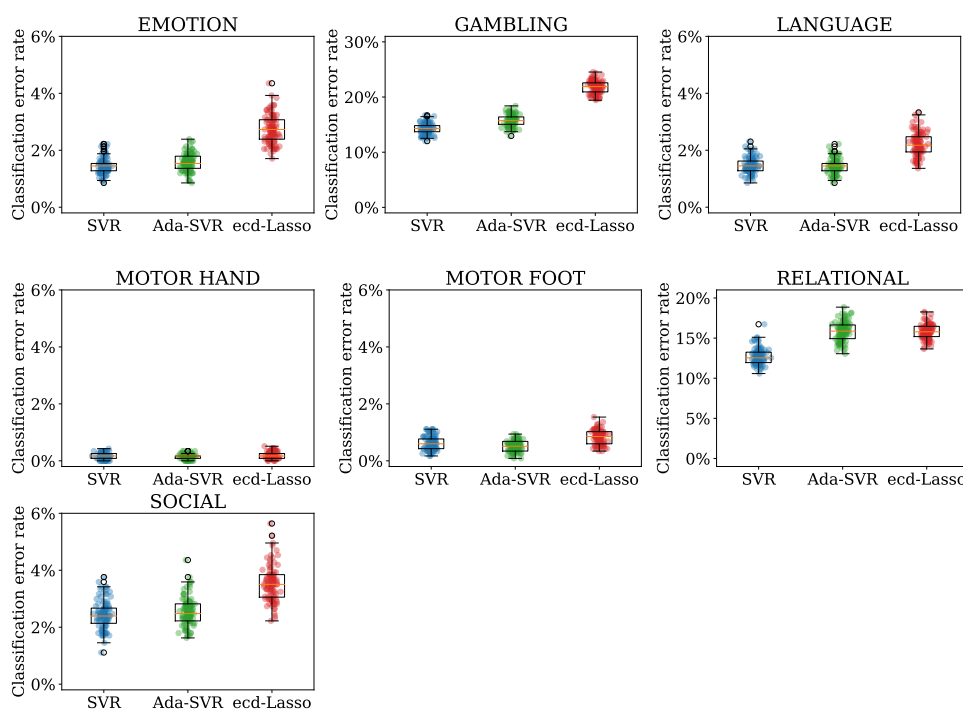 EMOTION
Classification error rate
6%
4%
2%
0%
SVR Ada-SVR ecd-Lasso
GAMBLING
Classification error rate
30%
20%
10%
0%
SVR Ada-SVR ecd-Lasso
LANGUAGE
Classification error rate
6%
4%
2%
0%
SVR Ada-SVR ecd-Lasso
MOTOR HAND
Classification error rate
6%
4%
2%
0%
SVR Ada-SVR ecd-Lasso
MOTOR FOOT
Classification error rate
6%
4%
2%
0%
SVR Ada-SVR ecd-Lasso
RELATIONAL
Classification error rate
20%
15%
10%
5%
0%
SVR Ada-SVR ecd-Lasso
SOCIAL
Classification error rate
6%
4%
2%
0%
SVR Ada-SVR ecd-Lasso